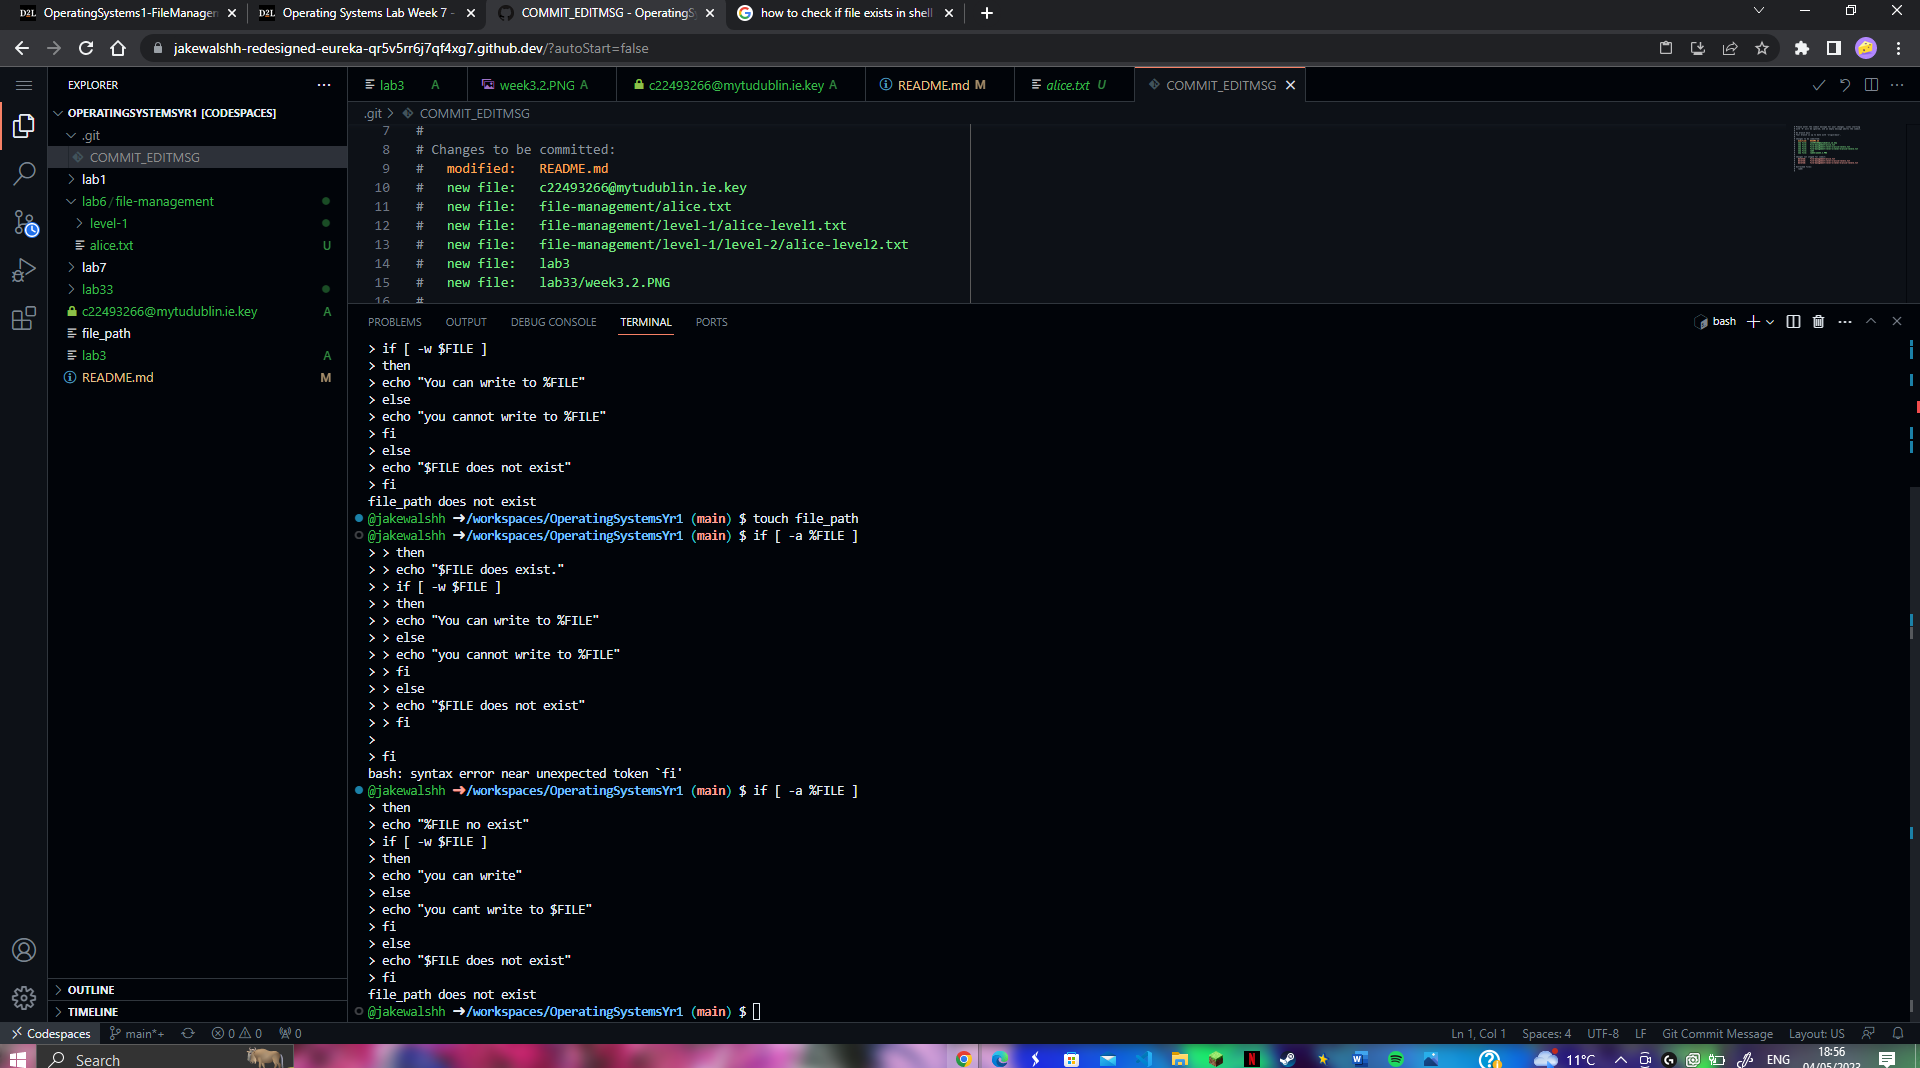 OperatingSystems1-FileManager
Operating Systems Lab Week 7 -
COMMIT_EDITMSG - OperatingS
how to check if file exists in shell
jakewalshh-redesigned-eureka-qr5v5rr6j7qf4xg7.github.dev/?autoStart=false
EXPLORER
lab3 A
week3.2.PNG A
c22493266@mytudublin.ie.key A
README.md M
alice.txt U
COMMIT_EDITMSG
OPERATINGSYSTEMSYR1 [CODESPACES]
.git
COMMIT_EDITMSG
lab1
lab6 / file-management
level-1
alice.txt U
lab7
lab33
c22493266@mytudublin.ie.key A
file_path
lab3 A
README.md M
OUTLINE
TIMELINE
.git > COMMIT_EDITMSG
7 #
8 # Changes to be committed:
9 # modified: README.md
10 # new file: c22493266@mytudublin.ie.key
11 # new file: file-management/alice.txt
12 # new file: file-management/level-1/alice-level1.txt
13 # new file: file-management/level-1/level-2/alice-level2.txt
14 # new file: lab3
15 # new file: lab33/week3.2.PNG
16 #
PROBLEMS OUTPUT DEBUG CONSOLE TERMINAL PORTS
bash
> if [ -w $FILE ]
> then
> echo "You can write to %FILE"
> else
> echo "you cannot write to %FILE"
> fi
> else
> echo "$FILE does not exist"
> fi
file_path does not exist
@jakewalshh ➜/workspaces/OperatingSystemsYr1 (main) $ touch file_path
@jakewalshh ➜/workspaces/OperatingSystemsYr1 (main) $ if [ -a %FILE ]
> > then
> > echo "$FILE does exist."
> > if [ -w $FILE ]
> > then
> > echo "You can write to %FILE"
> > else
> > echo "you cannot write to %FILE"
> > fi
> > else
> > echo "$FILE does not exist"
> > fi
>
> fi
bash: syntax error near unexpected token `fi'
@jakewalshh ➜/workspaces/OperatingSystemsYr1 (main) $ if [ -a %FILE ]
> then
> echo "%FILE no exist"
> if [ -w $FILE ]
> then
> echo "you can write"
> else
> echo "you cant write to $FILE"
> fi
> else
> echo "$FILE does not exist"
> fi
file_path does not exist
@jakewalshh ➜/workspaces/OperatingSystemsYr1 (main) $
Codespaces
main*+
0 0
0
Ln 1, Col 1
Spaces: 4
UTF-8
LF
Git Commit Message
Layout: US
Search
11°C
ENG
18:56
04/05/2023